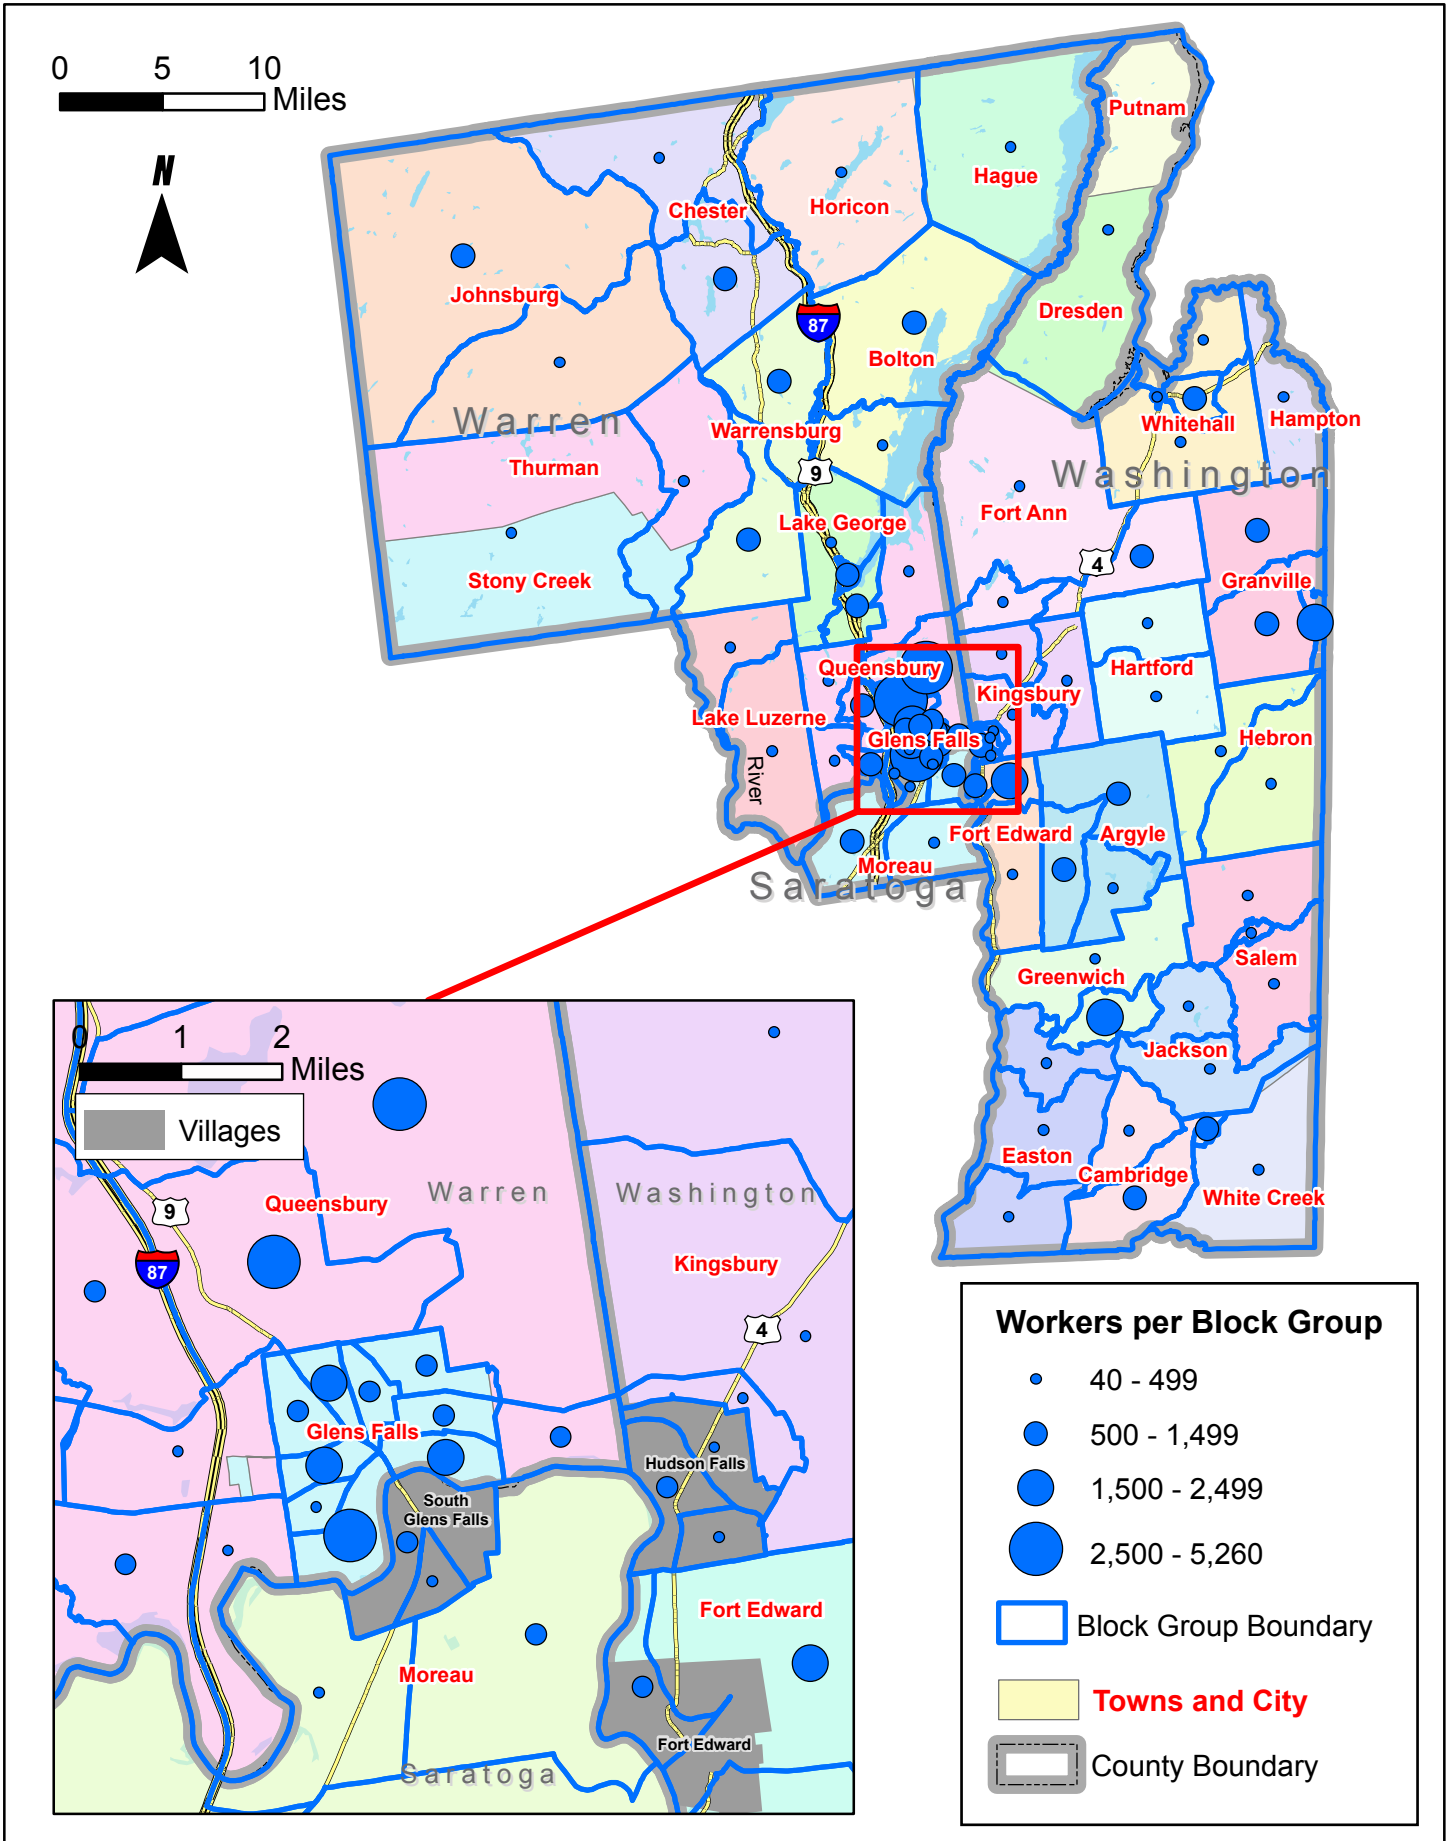 0 5 10
Miles
N
Putnam
Hague
Chester
Horicon
Johnsburg
Dresden
87
Bolton
Warren
Warrensburg
Whitehall
Hampton
Thurman
9
Washington
Lake George
Fort Ann
4
Stony Creek
Granville
Queensbury
Hartford
Kingsbury
Lake Luzerne
Glens Falls
Hebron
River
Fort Edward
Argyle
Moreau
Saratoga
Salem
Greenwich
Jackson
Easton
Cambridge
White Creek
0 1 2
Miles
Villages
Queensbury
Warren
Washington
9
87
Kingsbury
4
Glens Falls
Hudson Falls
South
Glens Falls
Fort Edward
Moreau
Fort Edward
Saratoga
Workers per Block Group
40 - 499
500 - 1,499
1,500 - 2,499
2,500 - 5,260
Block Group Boundary
Towns and City
County Boundary